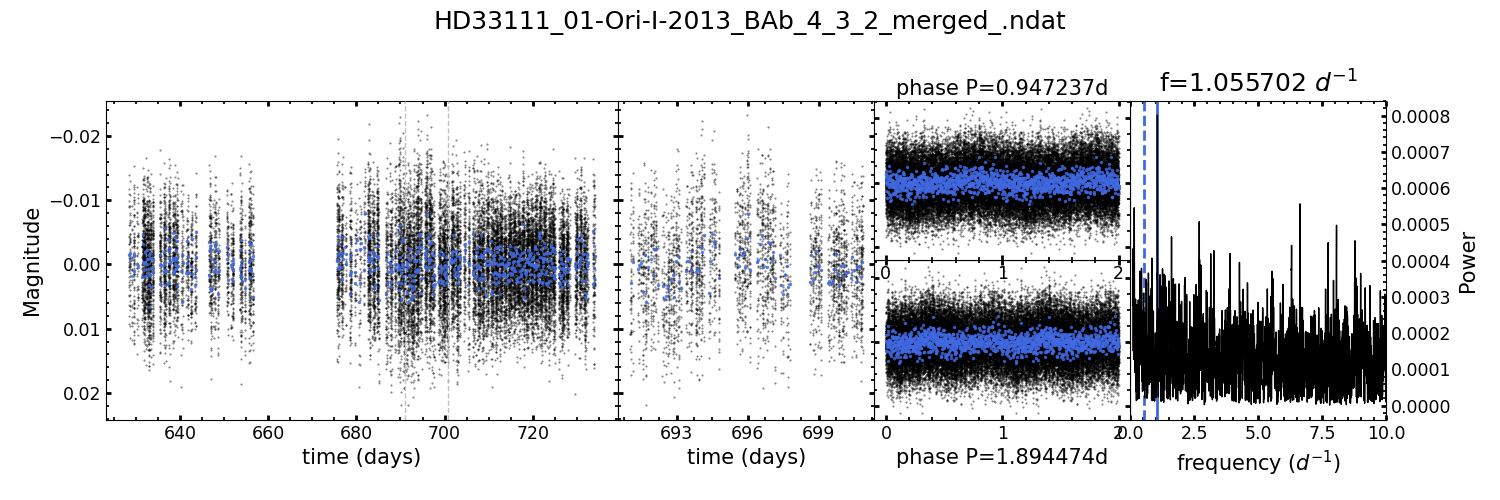 HD33111_01-Ori-I-2013_BAb_4_3_2_merged_.ndat
phase P=0.947237d
f=1.055702 d⁻¹
Magnitude
−0.02
−0.01
0.00
0.01
0.02
640 660 680 700 720
time (days)
693 696 699
time (days)
0 1 2
0 1 2
phase P=1.894474d
0.0 2.5 5.0 7.5 10.0
frequency (d⁻¹)
0.0008
0.0007
0.0006
0.0005
0.0004
0.0003
0.0002
0.0001
0.0000
Power